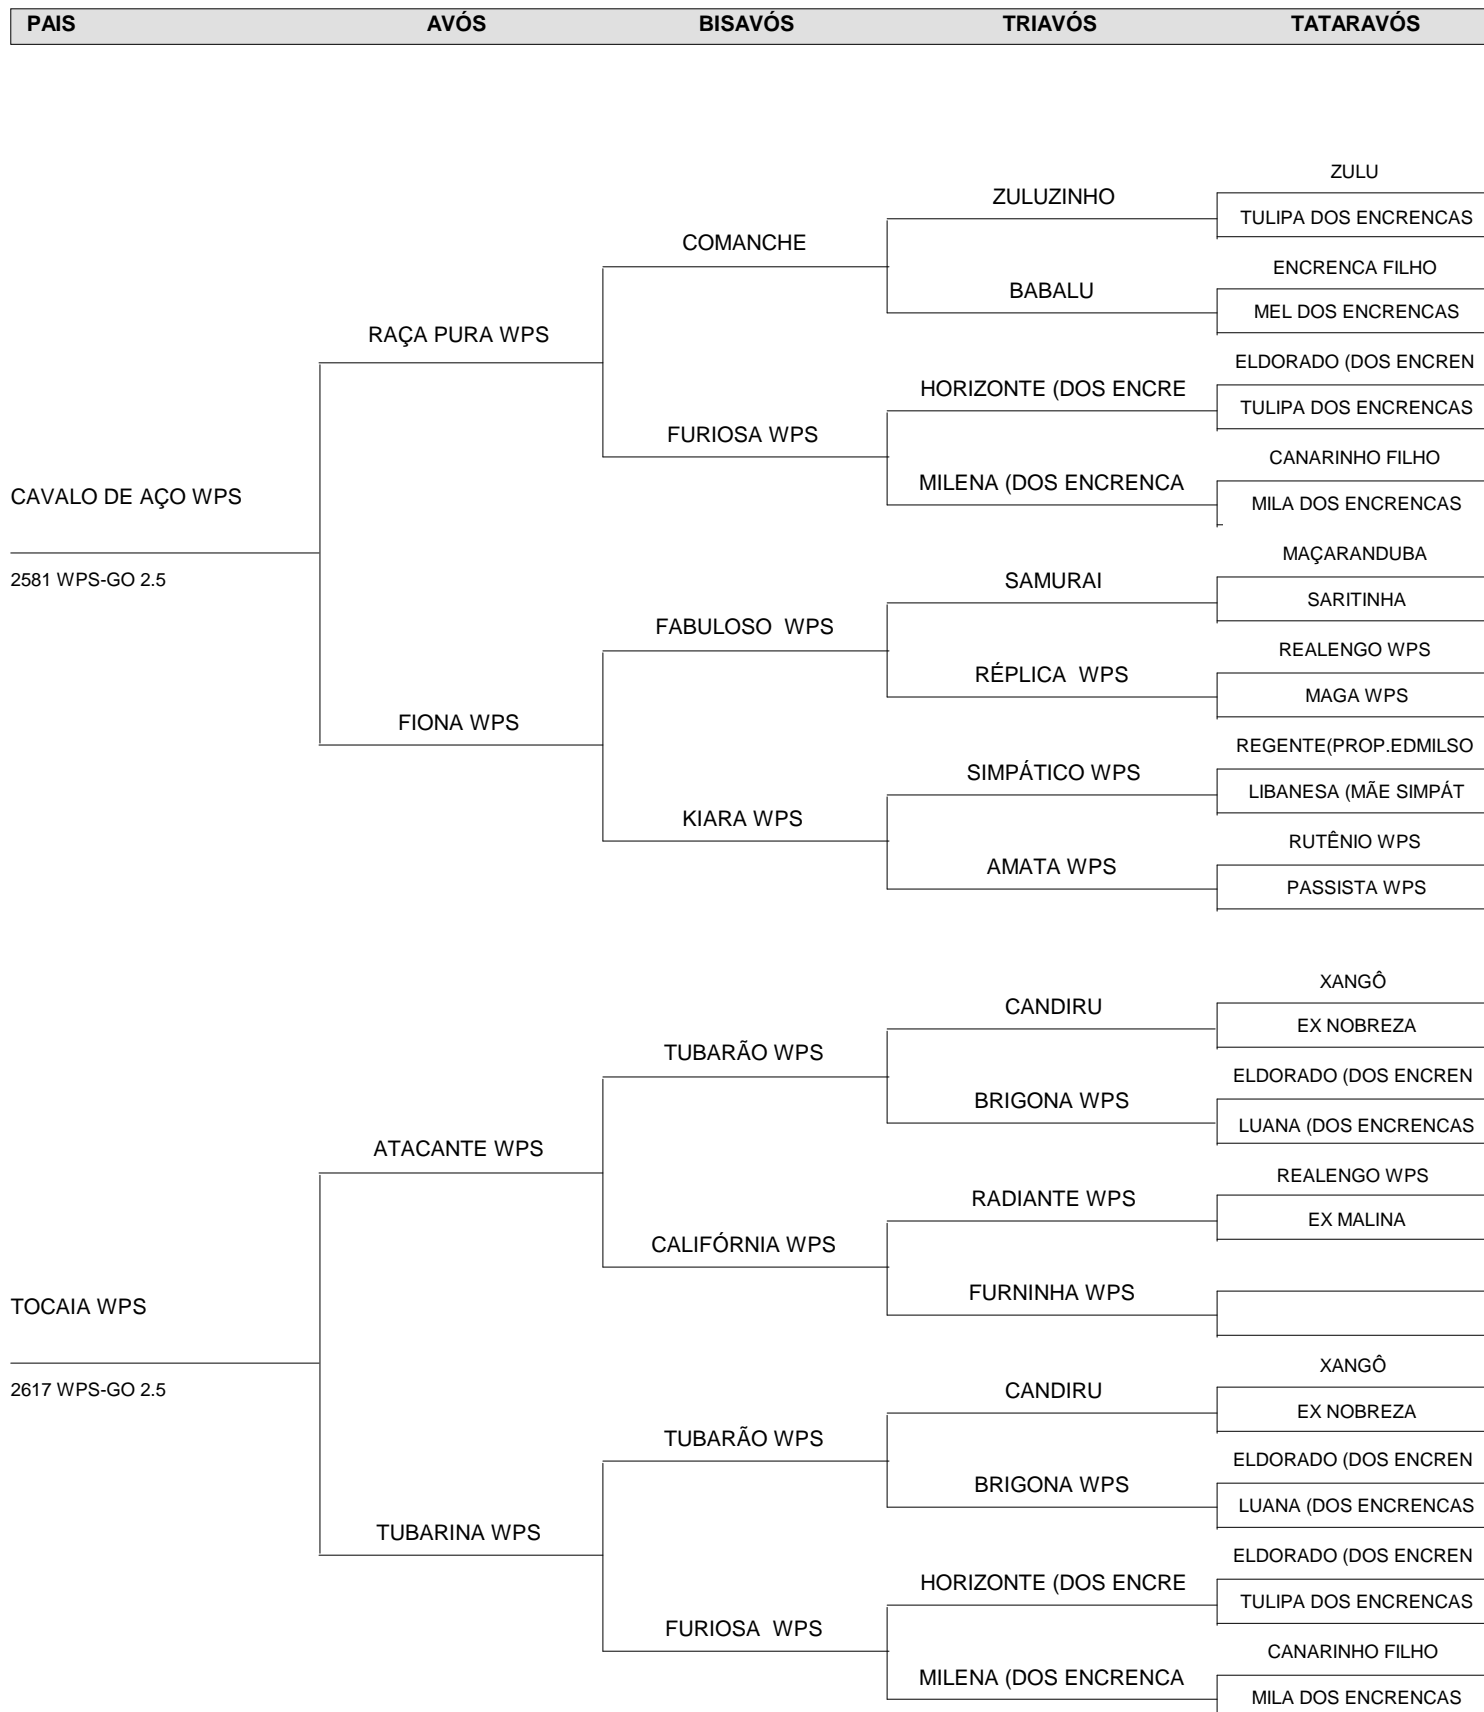 PAIS AVÓS BISAVÓS TRIAVÓS TATARAVÓS
ZULU
ZULUZINHO
TULIPA DOS ENCRENCAS
COMANCHE
ENCRENCA FILHO
BABALU
MEL DOS ENCRENCAS
RAÇA PURA WPS
ELDORADO (DOS ENCREN
HORIZONTE (DOS ENCRE
TULIPA DOS ENCRENCAS
FURIOSA WPS
CANARINHO FILHO
MILENA (DOS ENCRENCA
CAVALO DE AÇO WPS
MILA DOS ENCRENCAS
MAÇARANDUBA
2581 WPS-GO 2.5
SAMURAI
SARITINHA
FABULOSO  WPS
REALENGO WPS
RÉPLICA  WPS
MAGA WPS
FIONA WPS
REGENTE(PROP.EDMILSO
SIMPÁTICO WPS
LIBANESA (MÃE SIMPÁT
KIARA WPS
RUTÊNIO WPS
AMATA WPS
PASSISTA WPS
XANGÔ
CANDIRU
EX NOBREZA
TUBARÃO WPS
ELDORADO (DOS ENCREN
BRIGONA WPS
LUANA (DOS ENCRENCAS
ATACANTE WPS
REALENGO WPS
RADIANTE WPS
EX MALINA
CALIFÓRNIA WPS
FURNINHA WPS
TOCAIA WPS
XANGÔ
2617 WPS-GO 2.5
CANDIRU
EX NOBREZA
TUBARÃO WPS
ELDORADO (DOS ENCREN
BRIGONA WPS
LUANA (DOS ENCRENCAS
TUBARINA WPS
ELDORADO (DOS ENCREN
HORIZONTE (DOS ENCRE
TULIPA DOS ENCRENCAS
FURIOSA  WPS
CANARINHO FILHO
MILENA (DOS ENCRENCA
MILA DOS ENCRENCAS